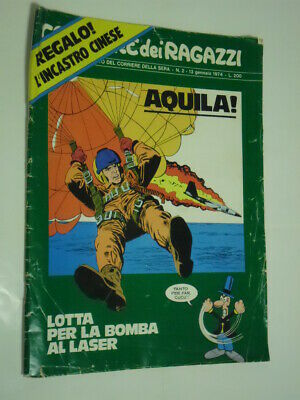 REGALO!
L'INCASTRO CINESE
dei RAGAZZI
DEL CORRIERE DELLA SERA - N. 2 - 13 gennaio 1974 - L. 200
AQUILA!
TANTO
PER FAR,
CUCU'!
LOTTA
PER LA BOMBA
AL LASER